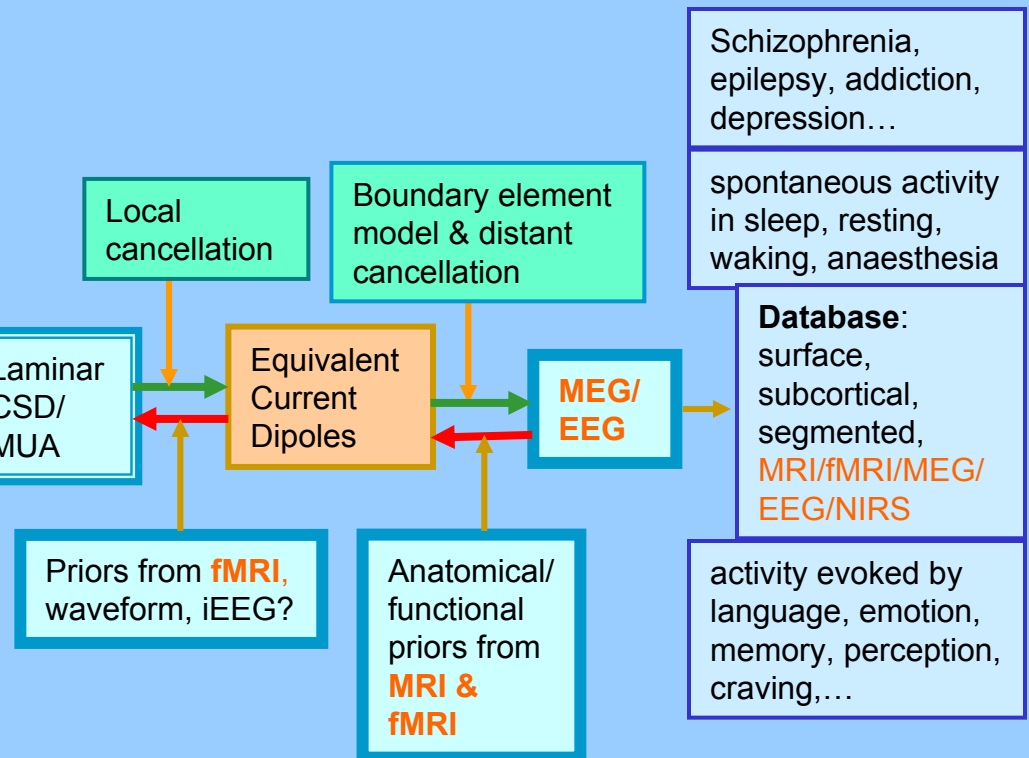 Schizophrenia,
epilepsy, addiction,
depression…
spontaneous activity
in sleep, resting,
waking, anaesthesia
Local
cancellation
Boundary element
model & distant
cancellation
Laminar
CSD/
MUA
Equivalent
Current
Dipoles
MEG/
EEG
Database:
surface,
subcortical,
segmented,
MRI/fMRI/MEG/
EEG/NIRS
Priors from fMRI,
waveform, iEEG?
Anatomical/
functional
priors from
MRI &
fMRI
activity evoked by
language, emotion,
memory, perception,
craving,…